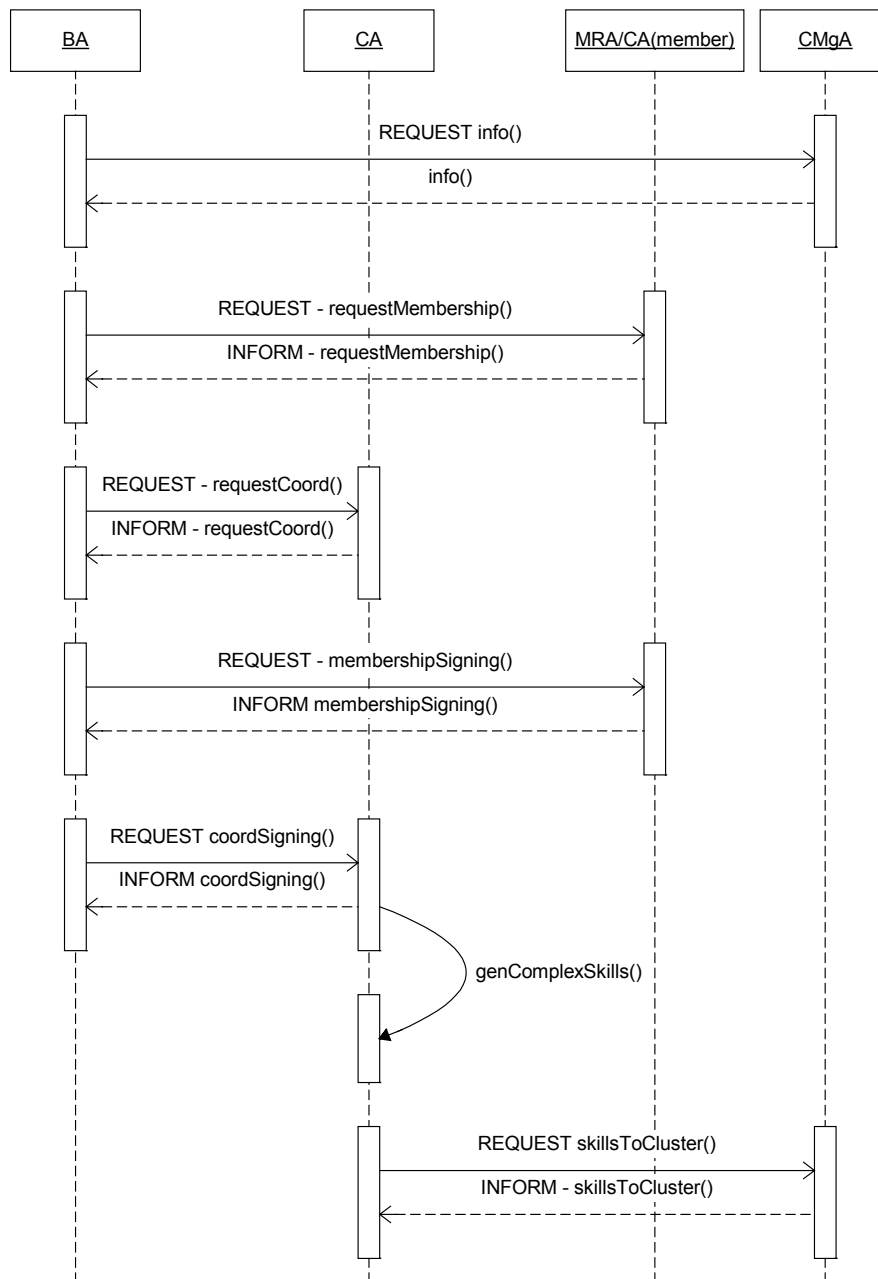 BA
CA
MRA/CA(member)
CMgA
REQUEST info()
info()
REQUEST - requestMembership()
INFORM - requestMembership()
REQUEST - requestCoord()
INFORM - requestCoord()
REQUEST - membershipSigning()
INFORM membershipSigning()
REQUEST coordSigning()
INFORM coordSigning()
genComplexSkills()
REQUEST skillsToCluster()
INFORM - skillsToCluster()